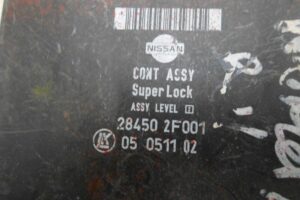 NISSAN
CONT ASSY
Super Lock
ASSY LEVEL
28450 2F001
05 0511 02